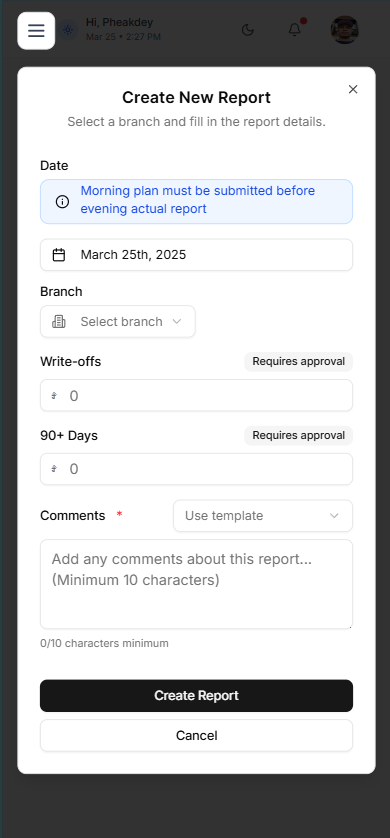 Hi, Pheakdey
Mar 25 • 2:27 PM
Create New Report
Select a branch and fill in the report details.
Date
Morning plan must be submitted before
evening actual report
March 25th, 2025
Branch
Select branch
Write-offs
Requires approval
0
90+ Days
Requires approval
0
Comments *
Use template
Add any comments about this report...
(Minimum 10 characters)
0/10 characters minimum
Create Report
Cancel